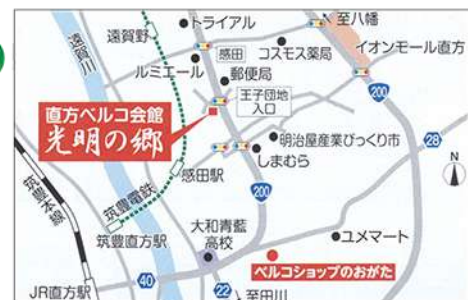 トライアル
至八幡
遠賀野
遠賀川
感田
コスモス薬局
イオンモール直方
ルミエール
郵便局
王子団地
入口
200
直方ベルコ会館
光明の郷
明治屋産業びっくり市
28
しまむら
N
筑豊電鉄
感田駅
200
筑豊本線
筑豊直方駅
大和青藍
高校
ユメマート
ベルコショップのおがた
JR直方駅
40
22
至田川